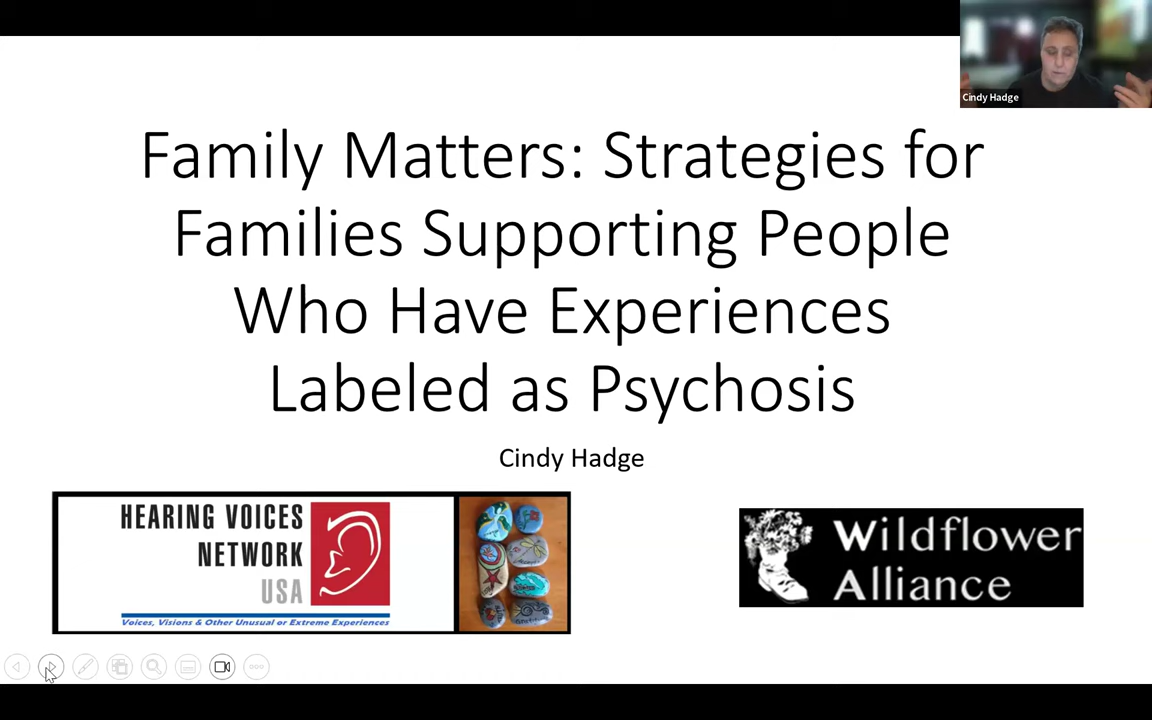 Cindy Hadge
Family Matters: Strategies for
Families Supporting People
Who Have Experiences
Labeled as Psychosis
Cindy Hadge
HEARING VOICES
NETWORK
USA
Voices, Visions & Other Unusual or Extreme Experiences
Wildflower
Alliance